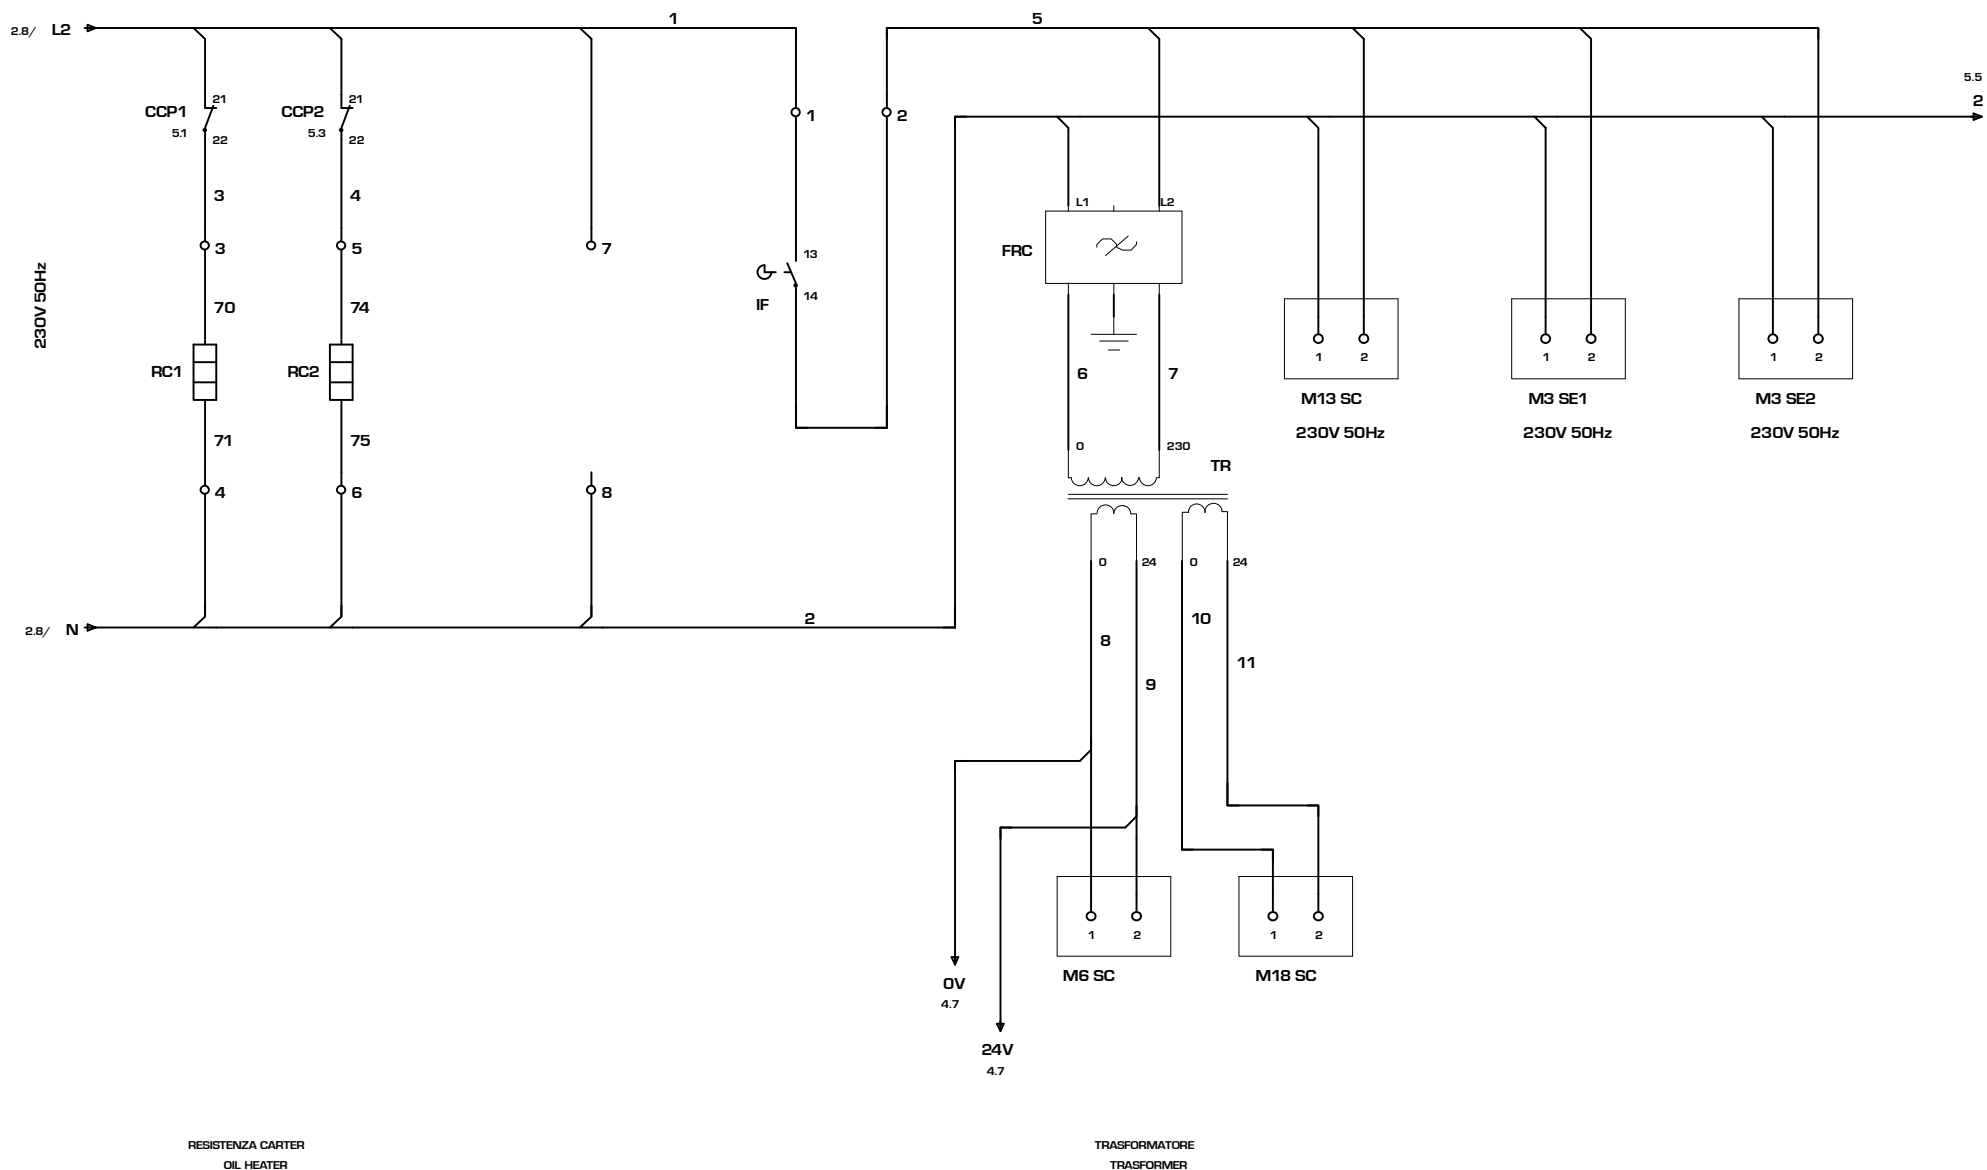 2.8/ L2
1
5
5.5
2
CCP1
5.1
21
22
CCP2
5.3
21
22
1
2
3
4
3
5
7
L1
L2
FRC
13
14
IF
230V 50Hz
70
74
RC1
RC2
71
75
4
6
8
6
7
0
230
TR
1
2
M13 SC
230V 50Hz
1
2
M3 SE1
230V 50Hz
1
2
M3 SE2
230V 50Hz
0
24
0
24
2.8/ N
2
8
9
10
11
1
2
M6 SC
1
2
M18 SC
0V
4.7
24V
4.7
RESISTENZA CARTER
OIL HEATER
TRASFORMATORE
TRASFORMER